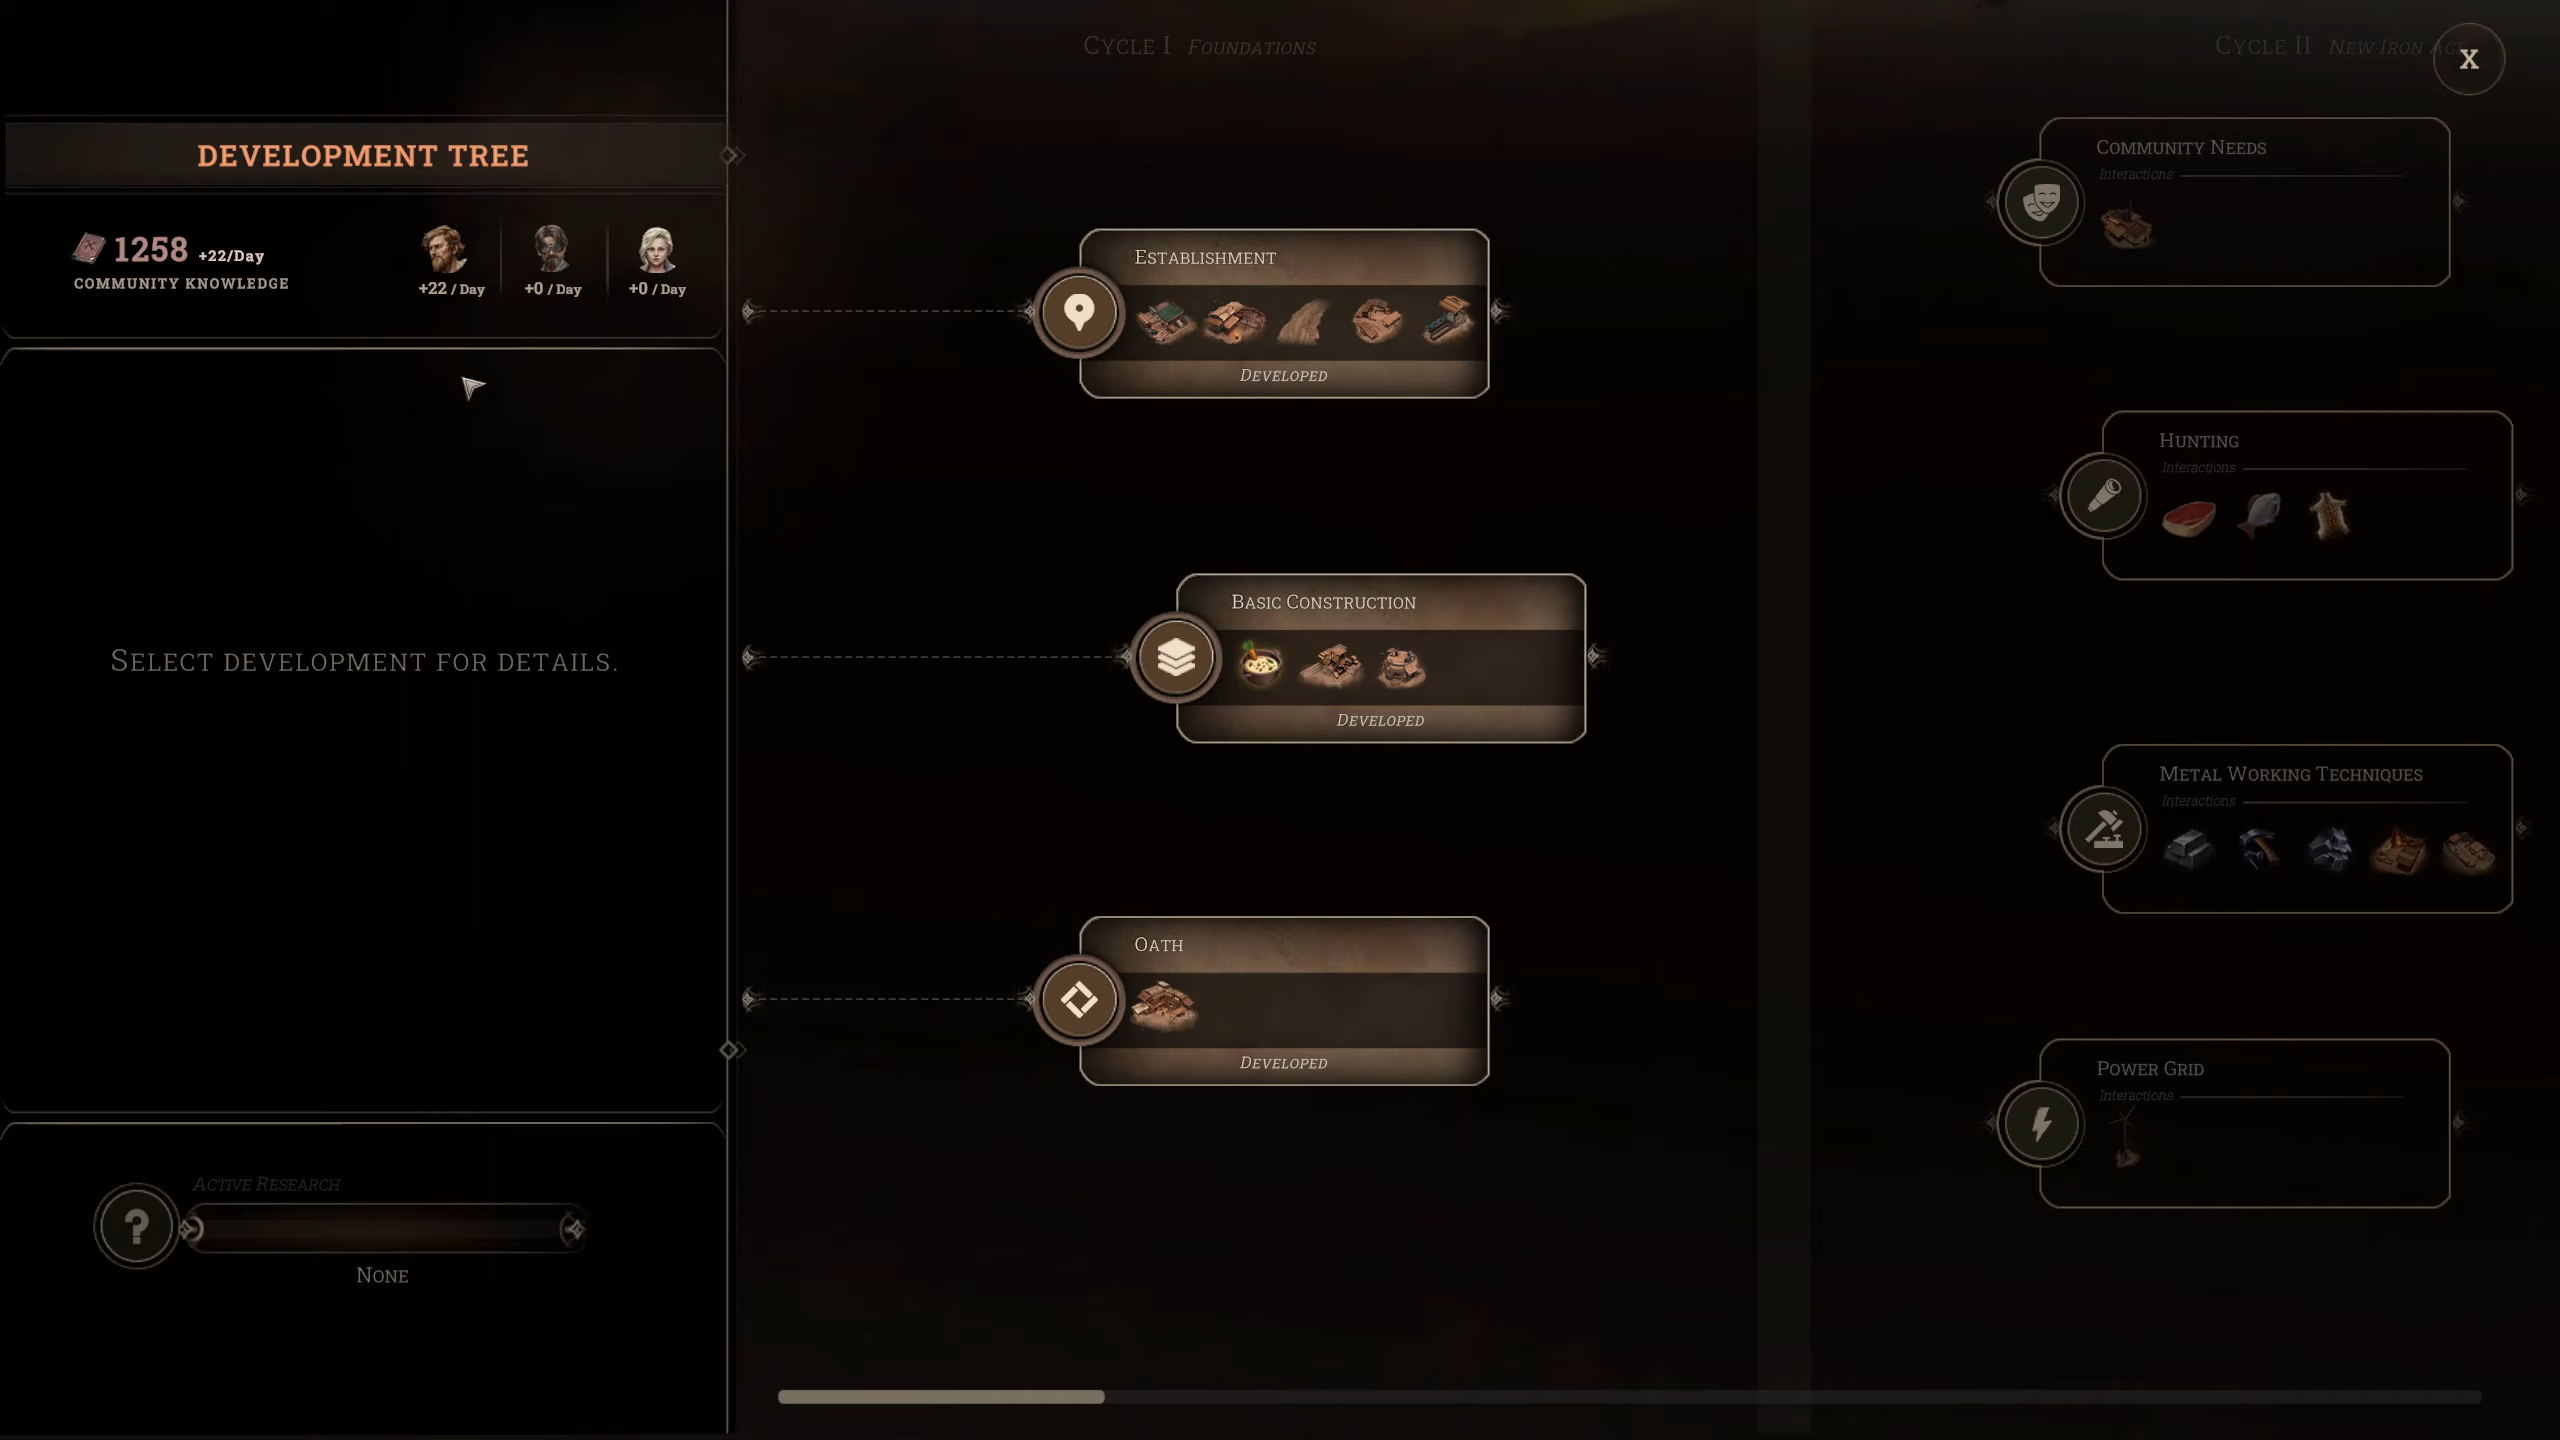 DEVELOPMENT TREE
1258 +22/Day
COMMUNITY KNOWLEDGE
+22 / Day
+0 / Day
+0 / Day
SELECT DEVELOPMENT FOR DETAILS.
ACTIVE RESEARCH
?
NONE
CYCLE I FOUNDATIONS
ESTABLISHMENT
DEVELOPED
BASIC CONSTRUCTION
DEVELOPED
OATH
DEVELOPED
CYCLE II NEW IRON AGE
X
COMMUNITY NEEDS
Interactions
HUNTING
Interactions
METAL WORKING TECHNIQUES
Interactions
POWER GRID
Interactions